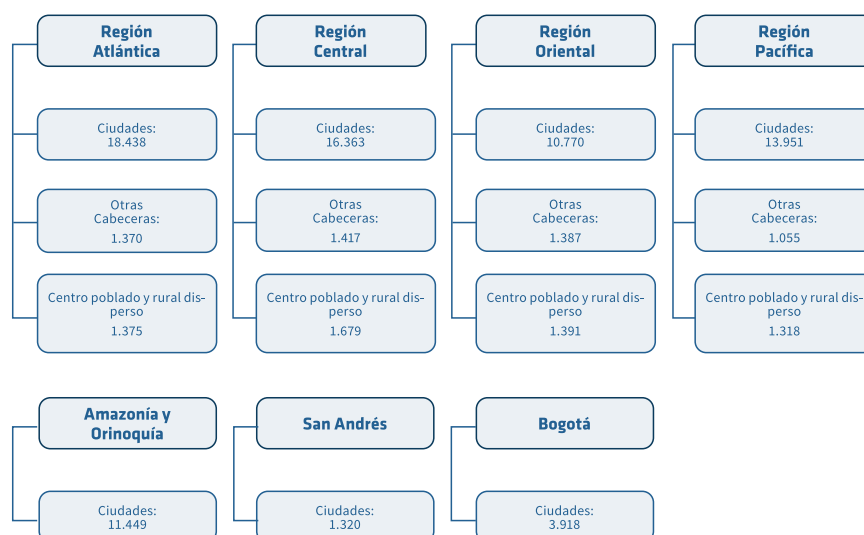 Región
Atlántica
Ciudades:
18.438
Otras
Cabeceras:
1.370
Centro poblado y rural dis-
perso
1.375
Región
Central
Ciudades:
16.363
Otras
Cabeceras:
1.417
Centro poblado y rural dis-
perso
1.679
Región
Oriental
Ciudades:
10.770
Otras
Cabeceras:
1.387
Centro poblado y rural dis-
perso
1.391
Región
Pacífica
Ciudades:
13.951
Otras
Cabeceras:
1.055
Centro poblado y rural dis-
perso
1.318
Amazonía y
Orinoquía
Ciudades:
11.449
San Andrés
Ciudades:
1.320
Bogotá
Ciudades:
3.918